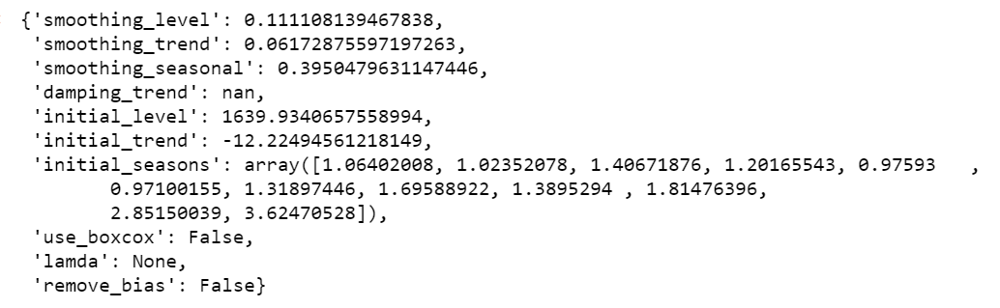 {'smoothing_level': 0.111108139467838,
'smoothing_trend': 0.06172875597197263,
'smoothing_seasonal': 0.3950479631147446,
'damping_trend': nan,
'initial_level': 1639.9340657558994,
'initial_trend': -12.22494561218149,
'initial_seasons': array([1.06402008, 1.02352078, 1.40671876, 1.20165543, 0.97593   ,
0.97100155, 1.31897446, 1.69588922, 1.3895294 , 1.81476396,
2.85150039, 3.62470528]),
'use_boxcox': False,
'lamda': None,
'remove_bias': False}